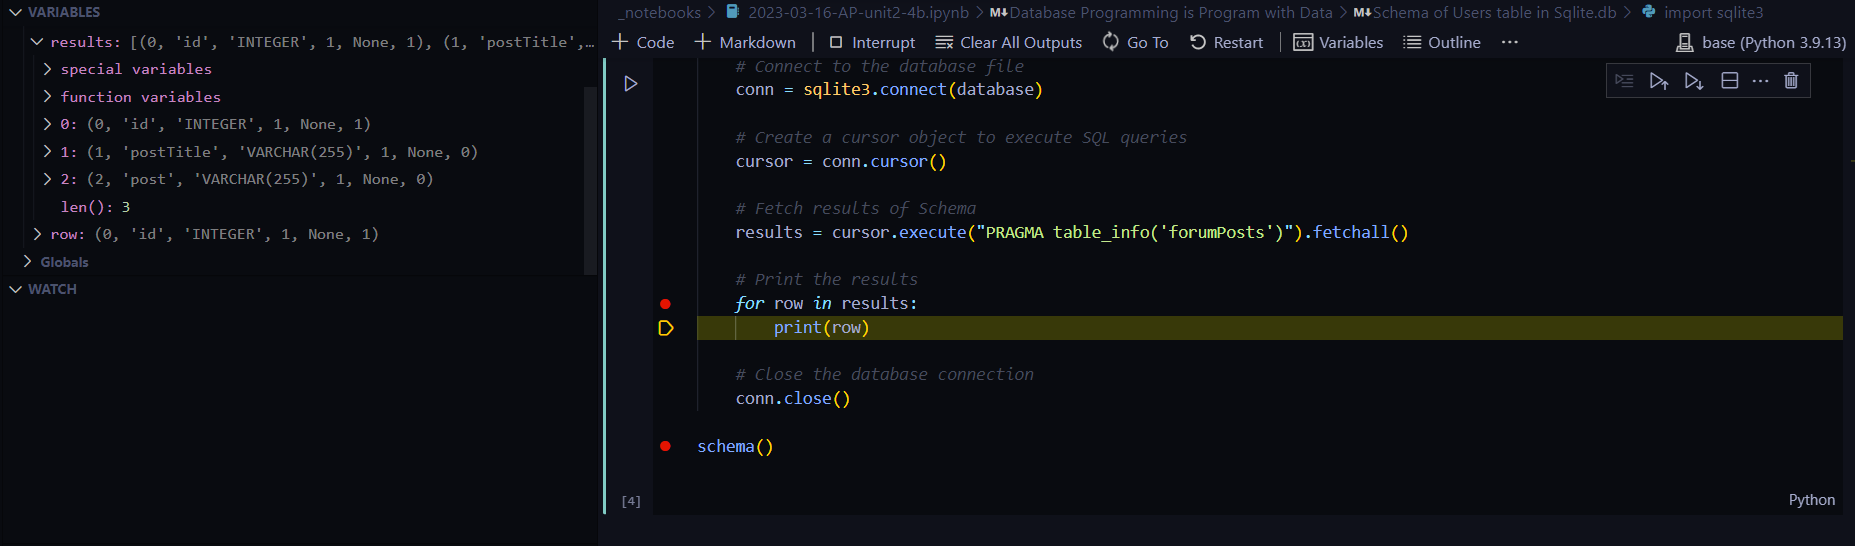 VARIABLES
results: [(0, 'id', 'INTEGER', 1, None, 1), (1, 'postTitle',…
special variables
function variables
0: (0, 'id', 'INTEGER', 1, None, 1)
1: (1, 'postTitle', 'VARCHAR(255)', 1, None, 0)
2: (2, 'post', 'VARCHAR(255)', 1, None, 0)
len(): 3
row: (0, 'id', 'INTEGER', 1, None, 1)
Globals
WATCH
_notebooks > 2023-03-16-AP-unit2-4b.ipynb > M↓Database Programming is Program with Data > M↓Schema of Users table in Sqlite.db > import sqlite3
+ Code + Markdown | Interrupt Clear All Outputs Go To Restart | Variables Outline ··· base (Python 3.9.13)
# Connect to the database file
conn = sqlite3.connect(database)
# Create a cursor object to execute SQL queries
cursor = conn.cursor()
# Fetch results of Schema
results = cursor.execute("PRAGMA table_info('forumPosts')").fetchall()
# Print the results
for row in results:
print(row)
# Close the database connection
conn.close()
schema()
[4]
Python